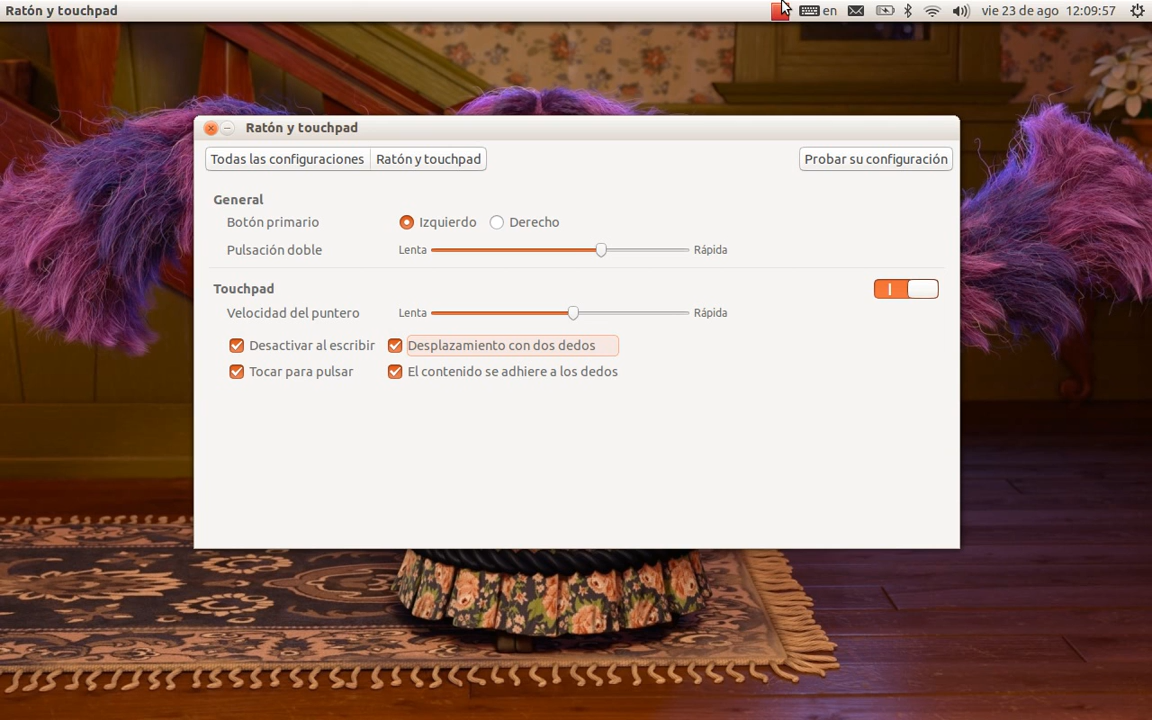 Ratón y touchpad en vie 23 de ago 12:09:57
Ratón y touchpad
Todas las configuraciones Ratón y touchpad Probar su configuración
General
Botón primario Izquierdo Derecho
Pulsación doble Lenta Rápida
Touchpad
Velocidad del puntero Lenta Rápida
Desactivar al escribir Desplazamiento con dos dedos
Tocar para pulsar El contenido se adhiere a los dedos